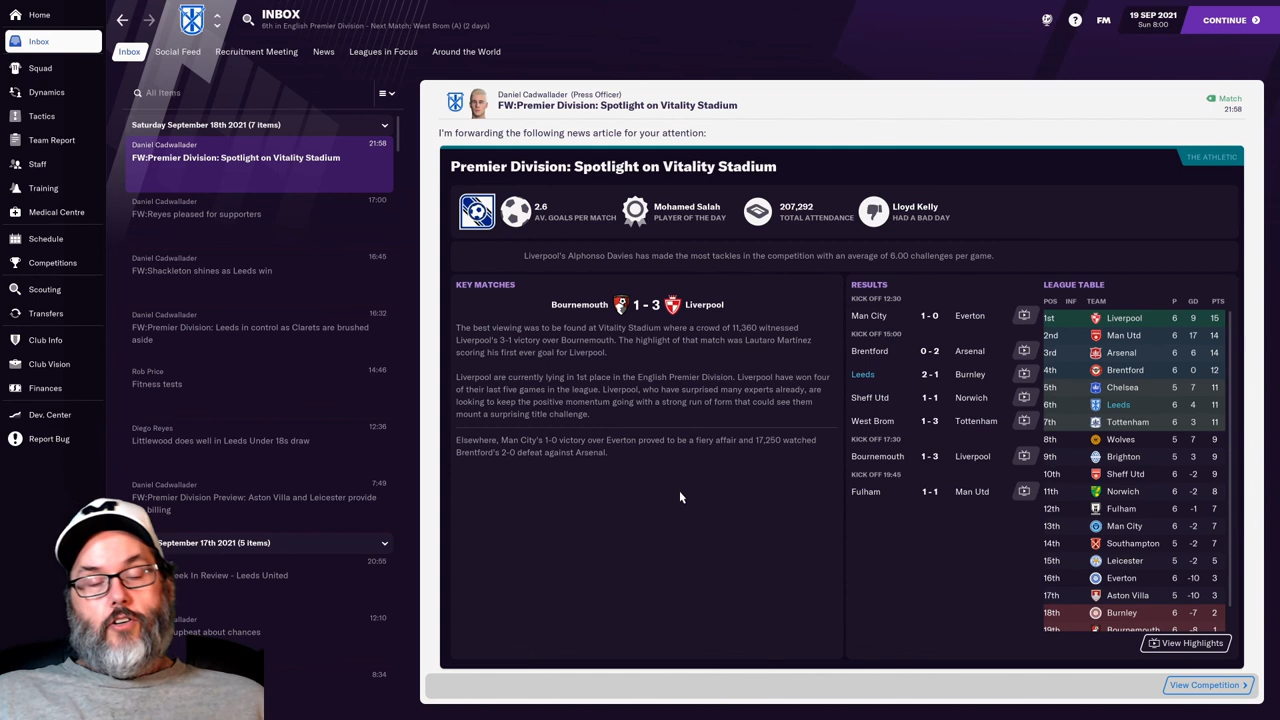 Home
Inbox
Squad
Dynamics
Tactics
Team Report
Staff
Training
Medical Centre
Schedule
Competitions
Scouting
Transfers
Club Info
Club Vision
Finances
Dev. Center
Report Bug
INBOX
6th in English Premier Division - Next Match: West Brom (A) (2 days)
?
FM
19 SEP 2021
Sun 8:00
CONTINUE
Inbox
Social Feed
Recruitment Meeting
News
Leagues in Focus
Around the World
All Items
Saturday September 18th 2021 (7 items)
Daniel Cadwallader 21:58
FW:Premier Division: Spotlight on Vitality Stadium
Daniel Cadwallader 17:00
FW:Reyes pleased for supporters
Daniel Cadwallader 16:45
FW:Shackleton shines as Leeds win
Daniel Cadwallader 16:32
FW:Premier Division: Leeds in control as Clarets are brushed
aside
Rob Price 14:46
Fitness tests
Diego Reyes 12:36
Littlewood does well in Leeds Under 18s draw
Daniel Cadwallader 7:49
FW:Premier Division Preview: Aston Villa and Leicester provide
billing
September 17th 2021 (5 items)
20:55
eek In Review - Leeds United
wallader 12:10
upbeat about chances
8:34
Daniel Cadwallader (Press Officer)
FW:Premier Division: Spotlight on Vitality Stadium
Match
21:58
I'm forwarding the following news article for your attention:
Premier Division: Spotlight on Vitality Stadium
THE ATHLETIC
2.6
AV. GOALS PER MATCH
Mohamed Salah
PLAYER OF THE DAY
207,292
TOTAL ATTENDANCE
Lloyd Kelly
HAD A BAD DAY
Liverpool's Alphonso Davies has made the most tackles in the competition with an average of 6.00 challenges per game.
KEY MATCHES
Bournemouth 1 - 3 Liverpool
The best viewing was to be found at Vitality Stadium where a crowd of 11,360 witnessed
Liverpool's 3-1 victory over Bournemouth. The highlight of that match was Lautaro Martínez
scoring his first ever goal for Liverpool.
Liverpool are currently lying in 1st place in the English Premier Division. Liverpool have won four
of their last five games in the league. Liverpool, who have surprised many experts already, are
looking to keep the positive momentum going with a strong run of form that could see them
mount a surprising title challenge.
Elsewhere, Man City's 1-0 victory over Everton proved to be a fiery affair and 17,250 watched
Brentford's 2-0 defeat against Arsenal.
RESULTS
KICK OFF 12:30
Man City 1 - 0 Everton
KICK OFF 15:00
Brentford 0 - 2 Arsenal
Leeds 2 - 1 Burnley
Sheff Utd 1 - 1 Norwich
West Brom 1 - 3 Tottenham
KICK OFF 17:30
Bournemouth 1 - 3 Liverpool
KICK OFF 19:45
Fulham 1 - 1 Man Utd
LEAGUE TABLE
POS INF TEAM P GD PTS
1st Liverpool 6 9 15
2nd Man Utd 6 17 14
3rd Arsenal 6 6 14
4th Brentford 6 0 12
5th Chelsea 5 7 11
6th Leeds 6 4 11
7th Tottenham 6 3 11
8th Wolves 5 7 9
9th Brighton 5 3 9
10th Sheff Utd 6 -2 9
11th Norwich 6 -2 8
12th Fulham 6 -1 7
13th Man City 6 -2 7
14th Southampton 5 -2 7
15th Leicester 5 -2 5
16th Everton 6 -10 3
17th Aston Villa 5 -10 3
18th Burnley 6 -7 2
19th Bournemouth 6 -8 1
View Highlights
View Competition